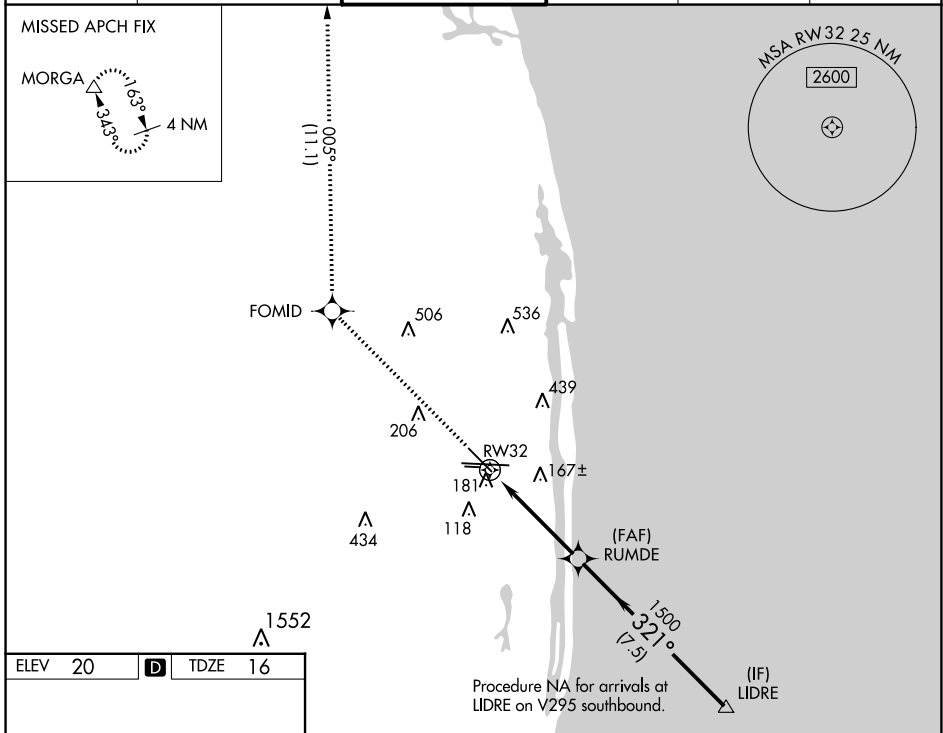 MISSED APCH FIX
MORGA
163°
343°
4 NM
005°
(11.1)
MSA RW32 25 NM
2600
FOMID
506
536
439
206
RW32
181
167±
118
434
(FAF)
RUMDE
1552
1500
321°
(7.5)
(IF)
LIDRE
ELEV 20 D TDZE 16
Procedure NA for arrivals at
LIDRE on V295 southbound.